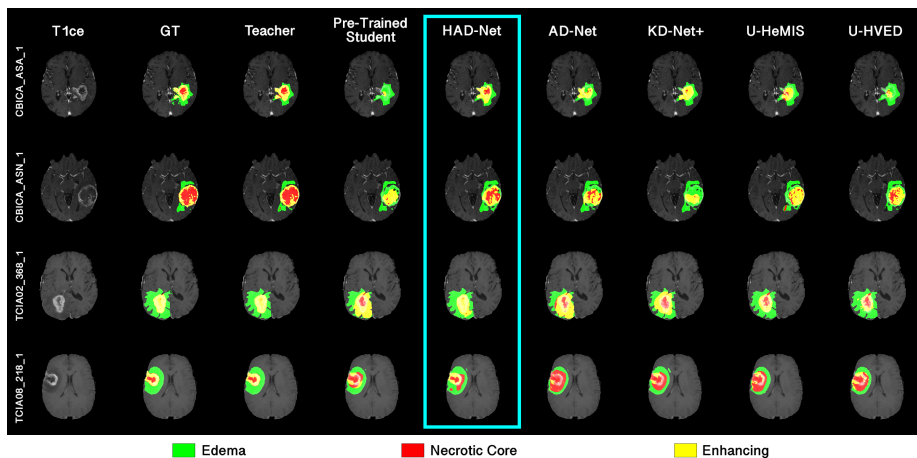 T1ce GT Teacher Pre-Trained Student HAD-Net AD-Net KD-Net+ U-HeMIS U-HVED
CBICA_ASA_1
CBICA_ASN_1
TCIA02_368_1
TCIA08_218_1
Edema Necrotic Core Enhancing